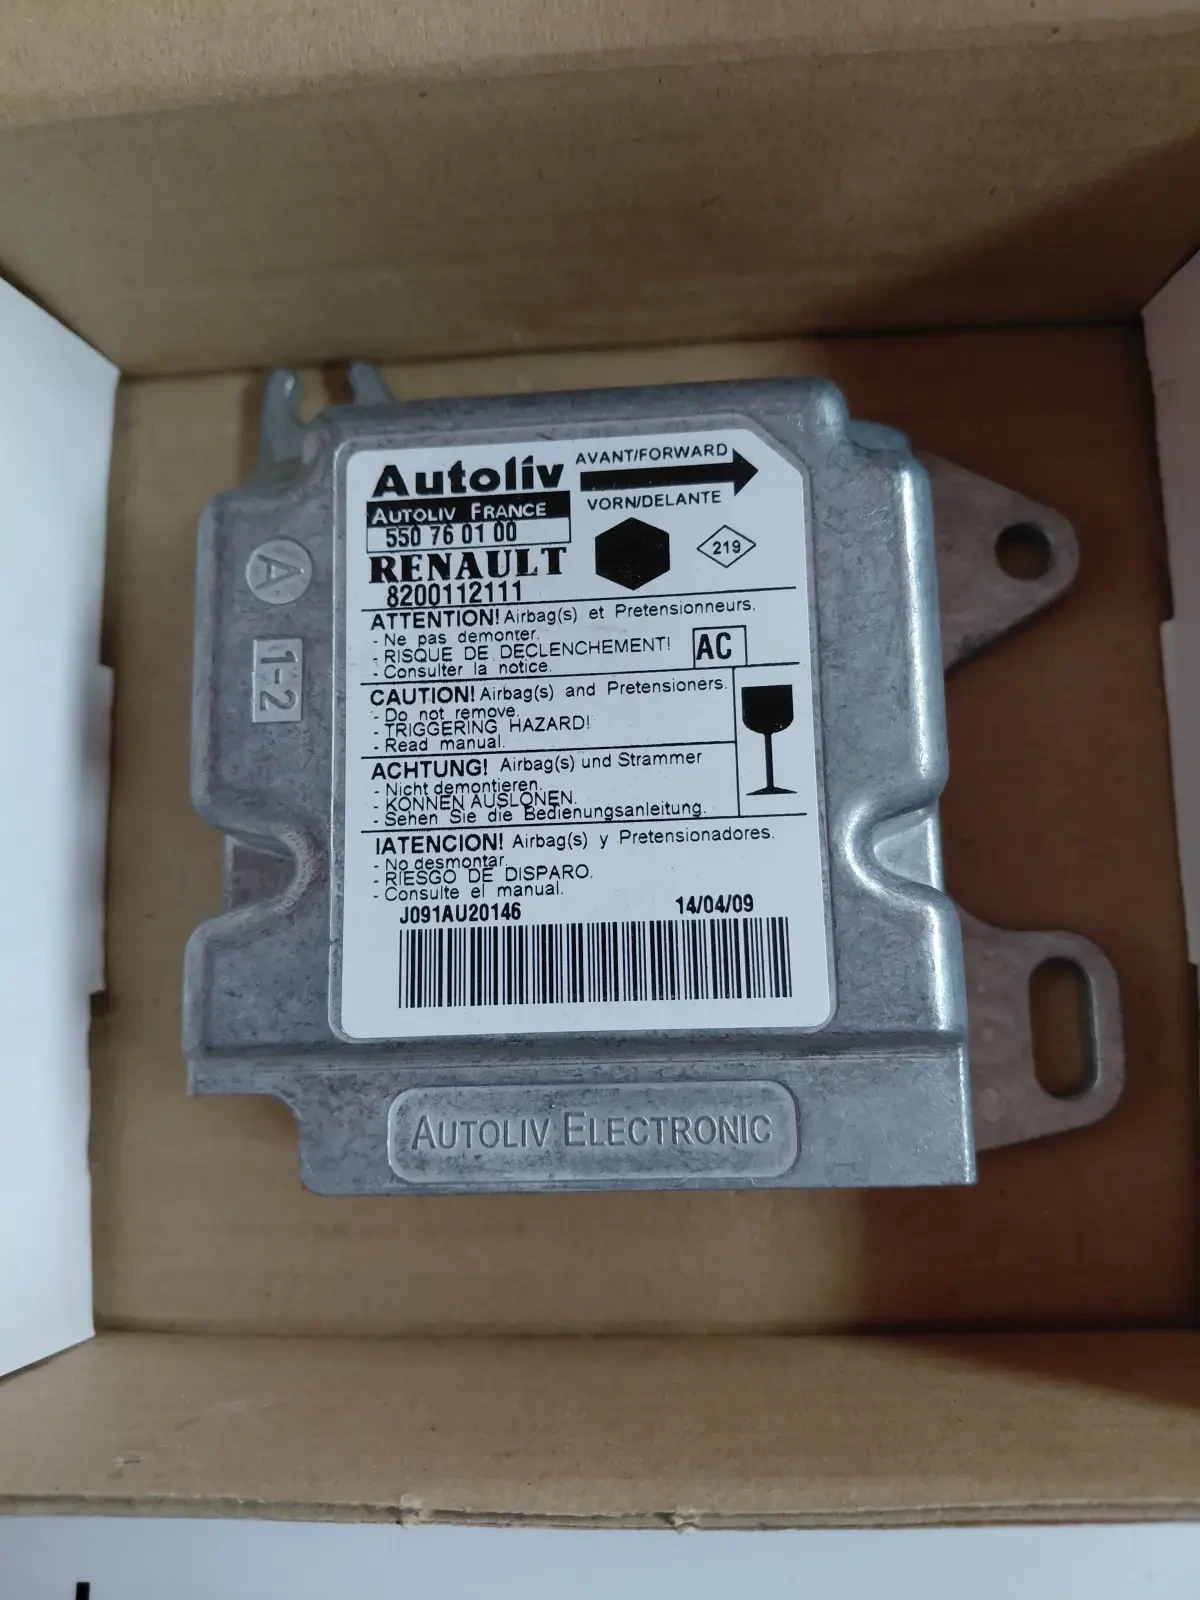 Autoliv
AVANT/FORWARD
AUTOLIV FRANCE
VORN/DELANTE
550 76 01 00
RENAULT
219
8200112111
ATTENTION! Airbag(s) et Pretensionneurs.
- Ne pas demonter.
- RISQUE DE DECLENCHEMENT!
- Consulter la notice.
AC
CAUTION! Airbag(s) and Pretensioners.
- Do not remove.
- TRIGGERING HAZARD!
- Read manual.
ACHTUNG! Airbag(s) und Strammer
- Nicht demontieren.
- KONNEN AUSLONEN.
- Sehen Sie die Bedienungsanleitung.
IATENCION! Airbag(s) y Pretensionadores.
- No desmontar.
- RIESGO DE DISPARO.
- Consulte el manual.
J091AU20146 14/04/09
A
1-2
AUTOLIV ELECTRONIC